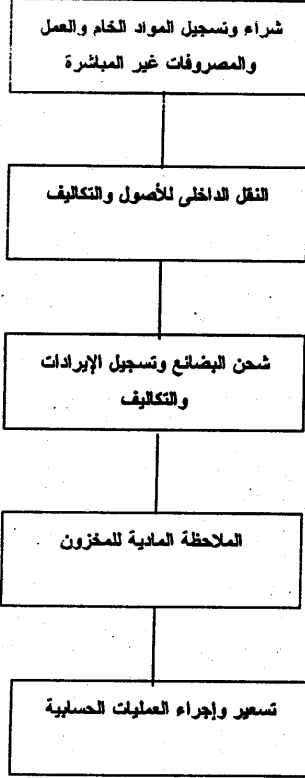 شراء وتسجيل المواد الخام والعمل
والمصروفات غير المباشرة
النقل الداخلى للأصول والتكاليف
شحن البضائع وتسجيل الإيرادات
والتكاليف
الملاحظة المادية للمخزون
تسعير وإجراء العمليات الحسابية